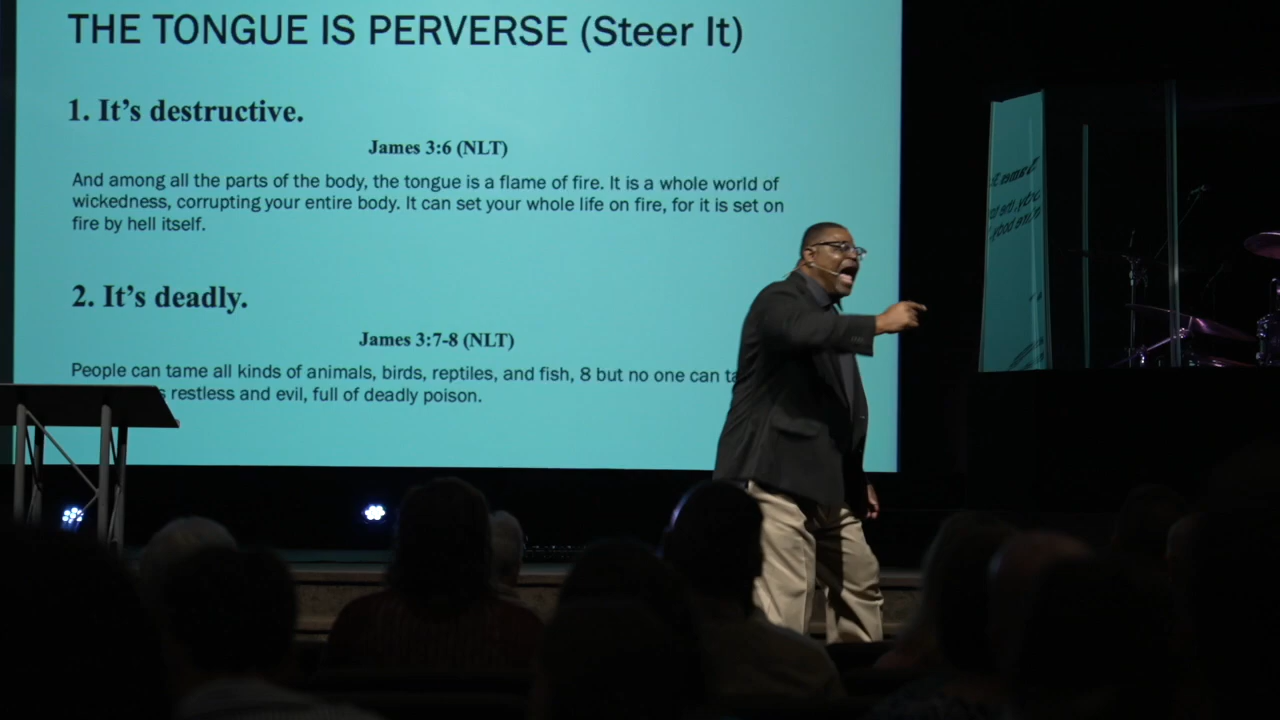 THE TONGUE IS PERVERSE (Steer It)
1. It's destructive.
James 3:6 (NLT)
And among all the parts of the body, the tongue is a flame of fire. It is a whole world of
wickedness, corrupting your entire body. It can set your whole life on fire, for it is set on
fire by hell itself.
2. It's deadly.
James 3:7-8 (NLT)
People can tame all kinds of animals, birds, reptiles, and fish, 8 but no one can
restless and evil, full of deadly poison.